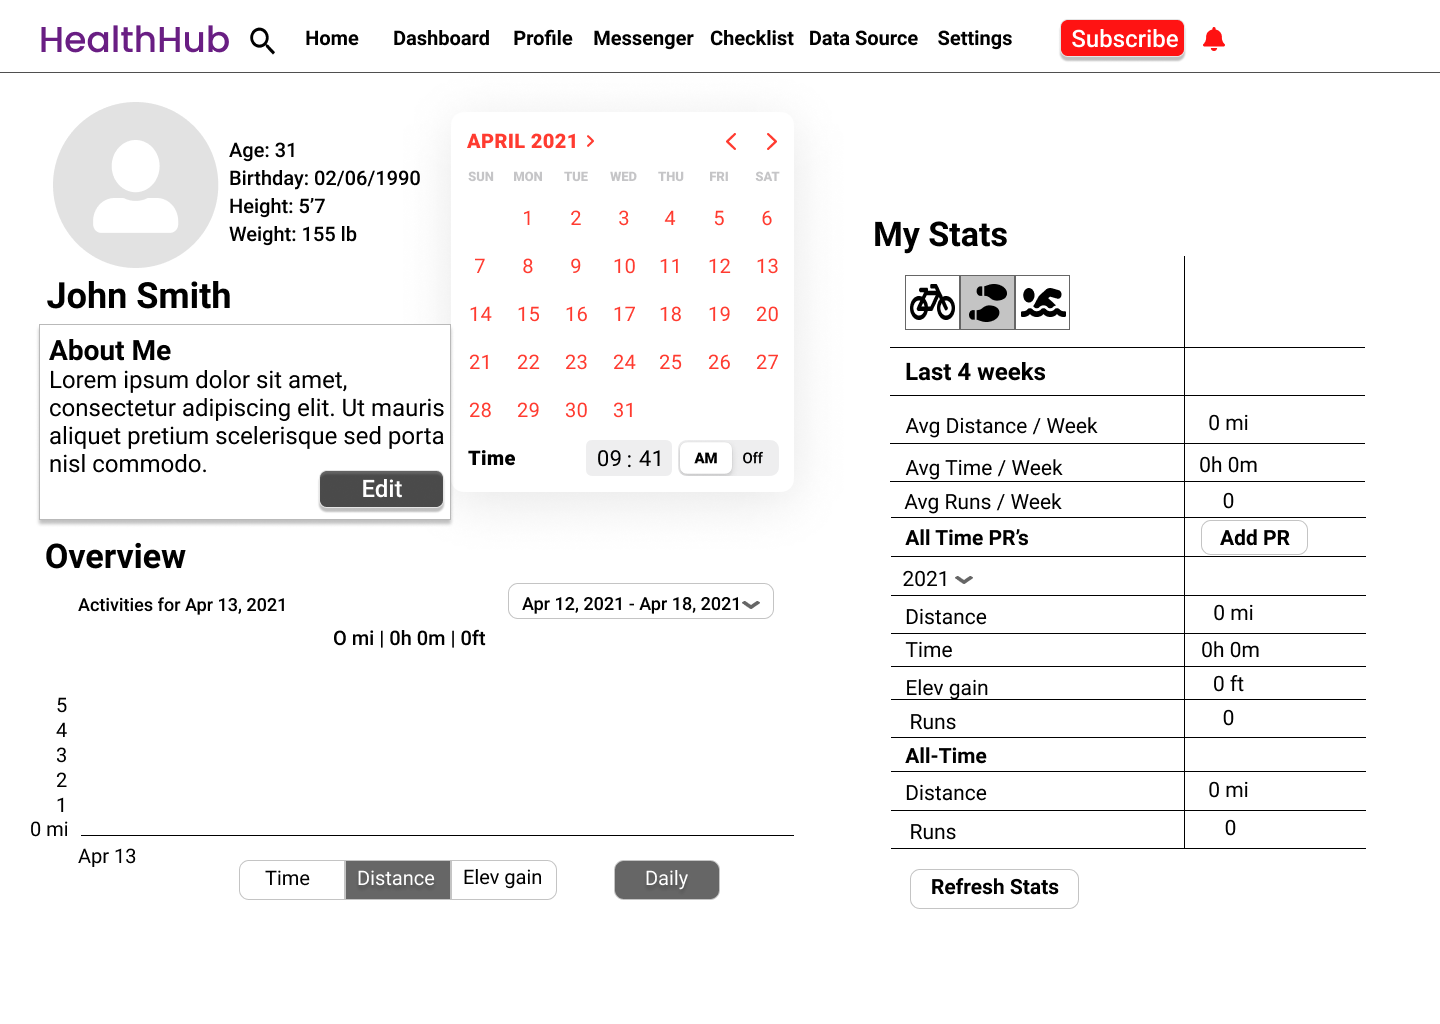 HealthHub Home Dashboard Profile Messenger Checklist Data Source Settings Subscribe
Age: 31
Birthday: 02/06/1990
Height: 5’7
Weight: 155 lb
John Smith
About Me
Lorem ipsum dolor sit amet,
consectetur adipiscing elit. Ut mauris
aliquet pretium scelerisque sed porta
nisl commodo.
Edit
APRIL 2021
SUN MON TUE WED THU FRI SAT
1 2 3 4 5 6
7 8 9 10 11 12 13
14 15 16 17 18 19 20
21 22 23 24 25 26 27
28 29 30 31
Time 09 : 41 AM Off
Overview
Activities for Apr 13, 2021
Apr 12, 2021 - Apr 18, 2021
O mi | 0h 0m | 0ft
5
4
3
2
1
0 mi
Apr 13
Time Distance Elev gain Daily
My Stats
Last 4 weeks
Avg Distance / Week 0 mi
Avg Time / Week 0h 0m
Avg Runs / Week 0
All Time PR’s Add PR
2021
Distance 0 mi
Time 0h 0m
Elev gain 0 ft
Runs 0
All-Time
Distance 0 mi
Runs 0
Refresh Stats